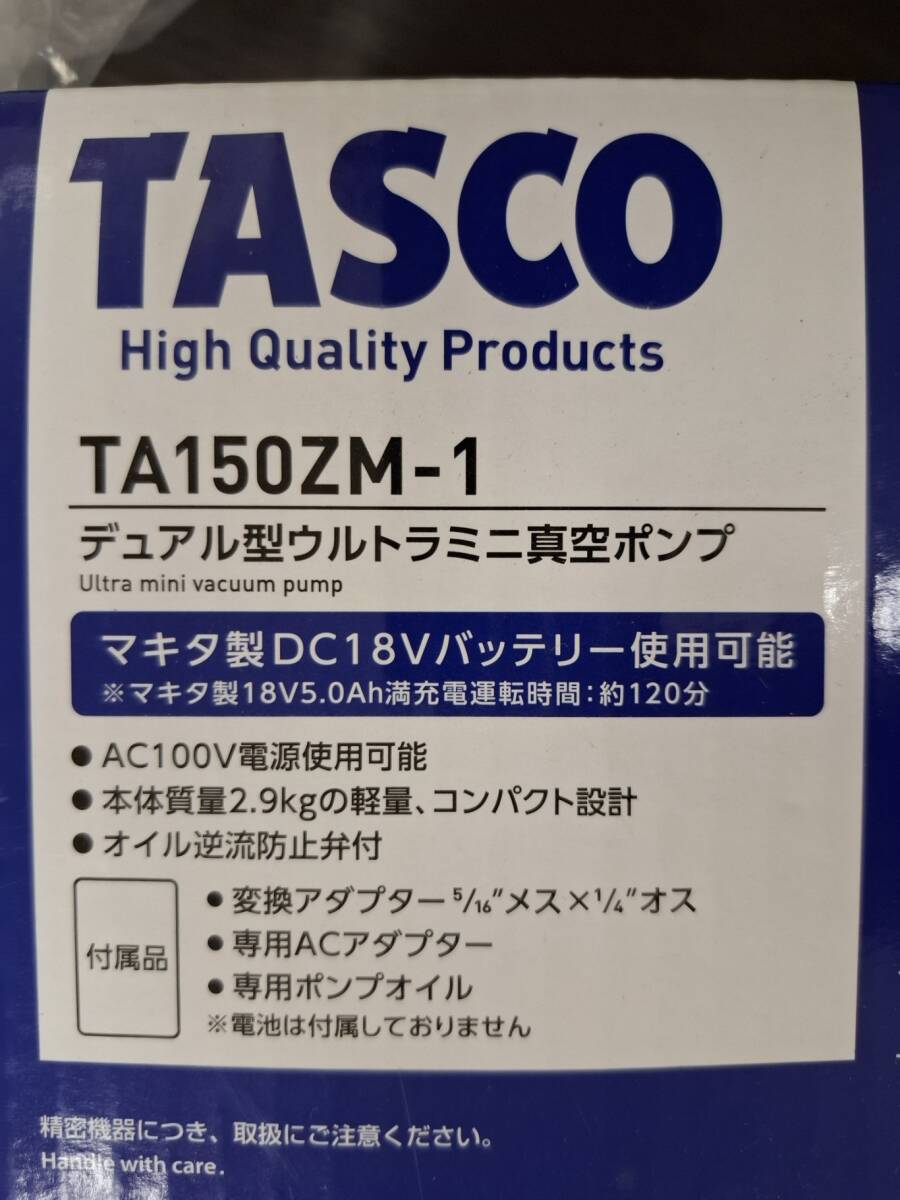 TASCO
High Quality Products
TA150ZM-1
デュアル型ウルトラミニ真空ポンプ
Ultra mini vacuum pump
マキタ製DC18Vバッテリー使用可能
※マキタ製18V5.0Ah満充電運転時間:約120分
● AC100V電源使用可能
● 本体質量2.9kgの軽量、コンパクト設計
● オイル逆流防止弁付
付属品
● 変換アダプター 5/16"メス×1/4"オス
● 専用ACアダプター
● 専用ポンプオイル
※電池は付属しておりません
精密機器につき、取扱にご注意ください。
Handle with care.